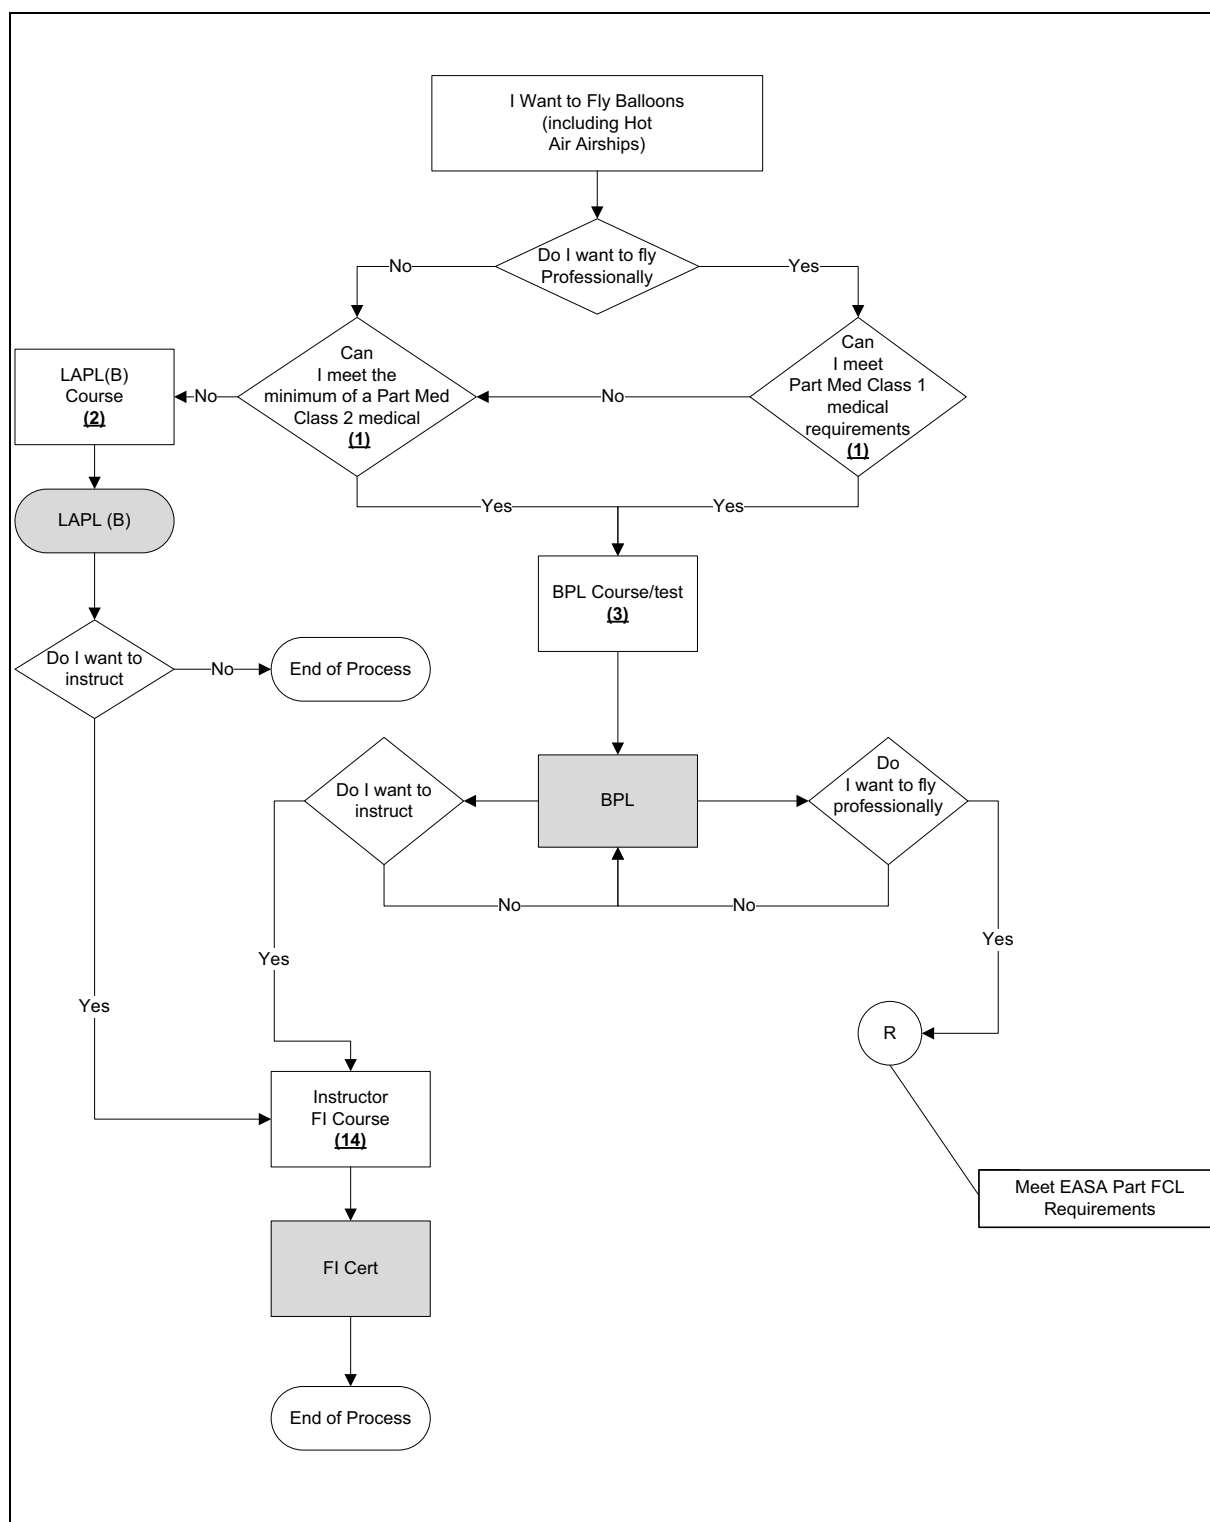 I Want to Fly Balloons
(including Hot
Air Airships)
Do I want to fly
Professionally
No
Yes
Can
I meet the
minimum of a Part Med
Class 2 medical
(1)
Can
I meet
Part Med Class 1
medical
requirements
(1)
No
No
LAPL(B)
Course
(2)
Yes
Yes
LAPL (B)
BPL Course/test
(3)
Do I want to
instruct
No
End of Process
Do I want to
instruct
BPL
Do
I want to fly
professionally
No
No
Yes
Yes
Yes
R
Instructor
FI Course
(14)
Meet EASA Part FCL
Requirements
FI Cert
End of Process